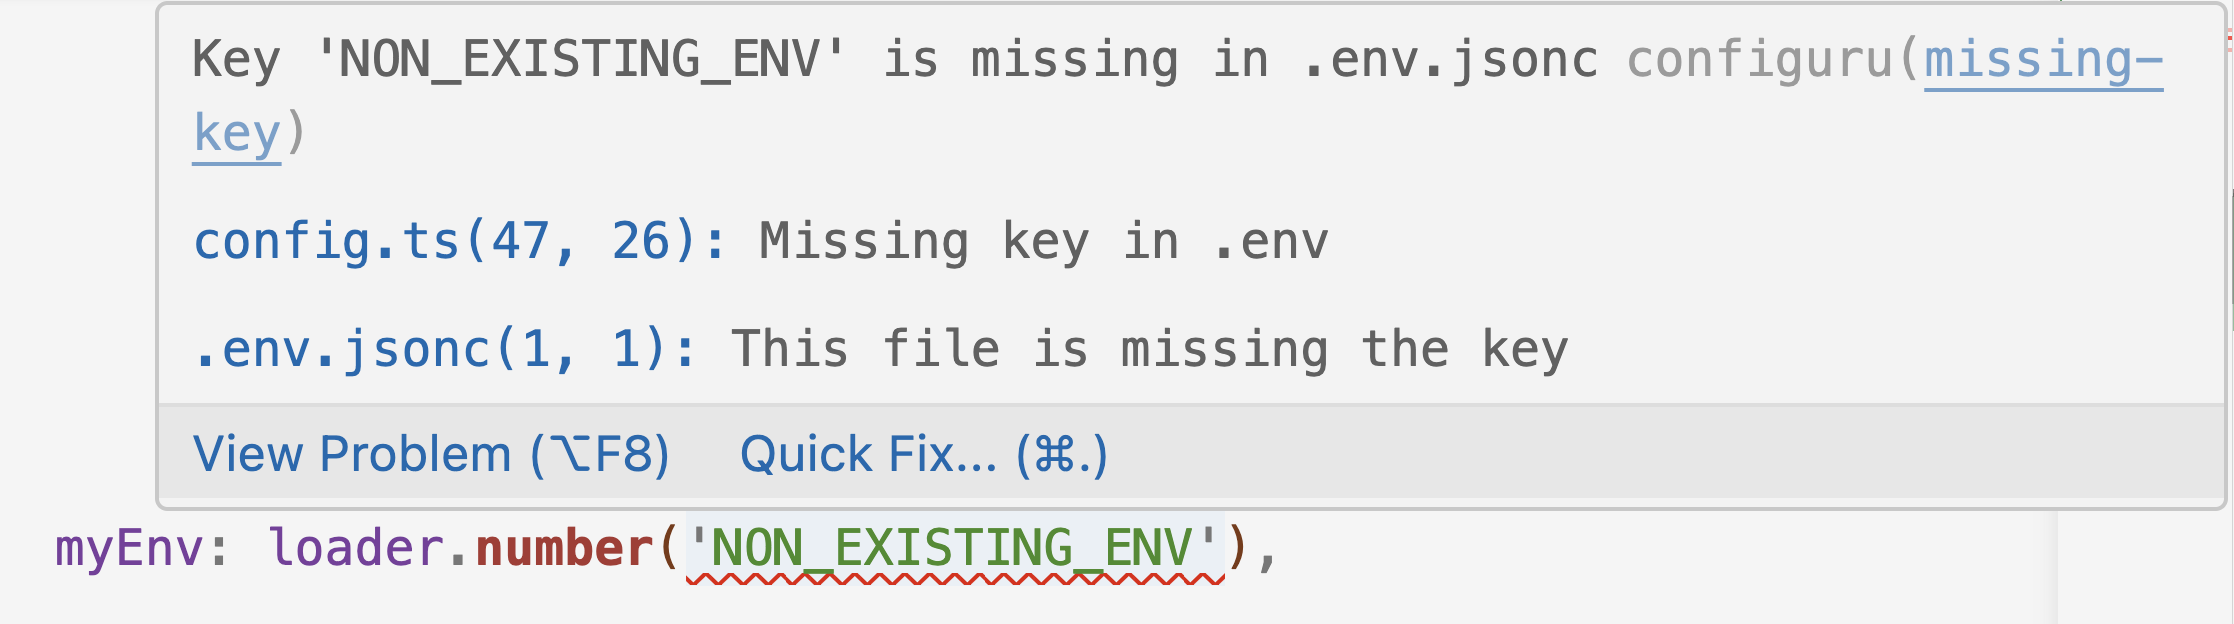 Key 'NON_EXISTING_ENV' is missing in .env.jsonc configuru(missing-
key)
config.ts(47, 26): Missing key in .env
.env.jsonc(1, 1): This file is missing the key
View Problem (⌥F8) Quick Fix... (⌘.)
myEnv: loader.number('NON_EXISTING_ENV'),